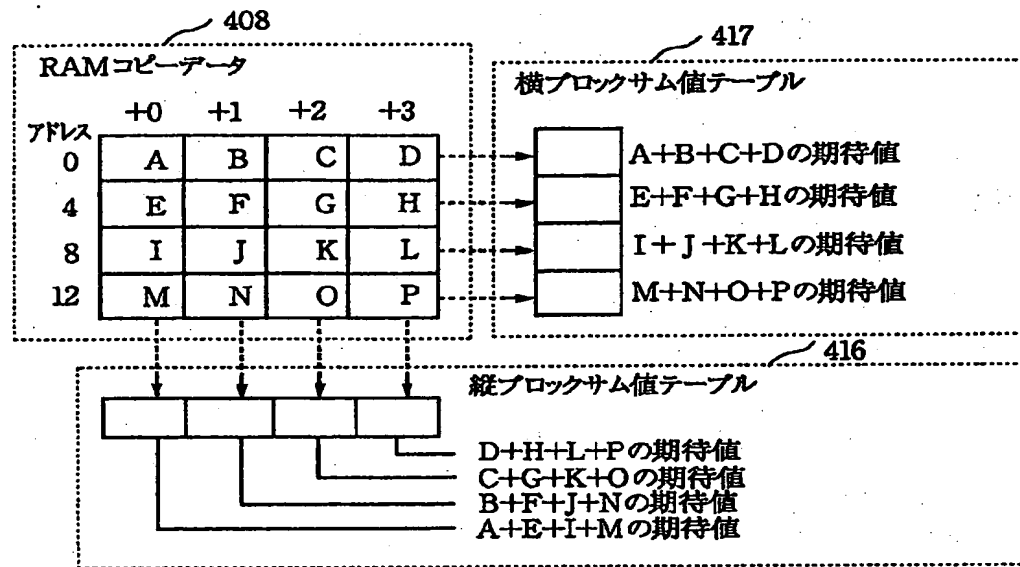 408
RAMコピーデータ
アドレス +0 +1 +2 +3
0 A B C D
4 E F G H
8 I J K L
12 M N O P
417
横ブロックサム値テーブル
A+B+C+Dの期待値
E+F+G+Hの期待値
I+J+K+Lの期待値
M+N+O+Pの期待値
416
縦ブロックサム値テーブル
D+H+L+Pの期待値
C+G+K+Oの期待値
B+F+J+Nの期待値
A+E+I+Mの期待値